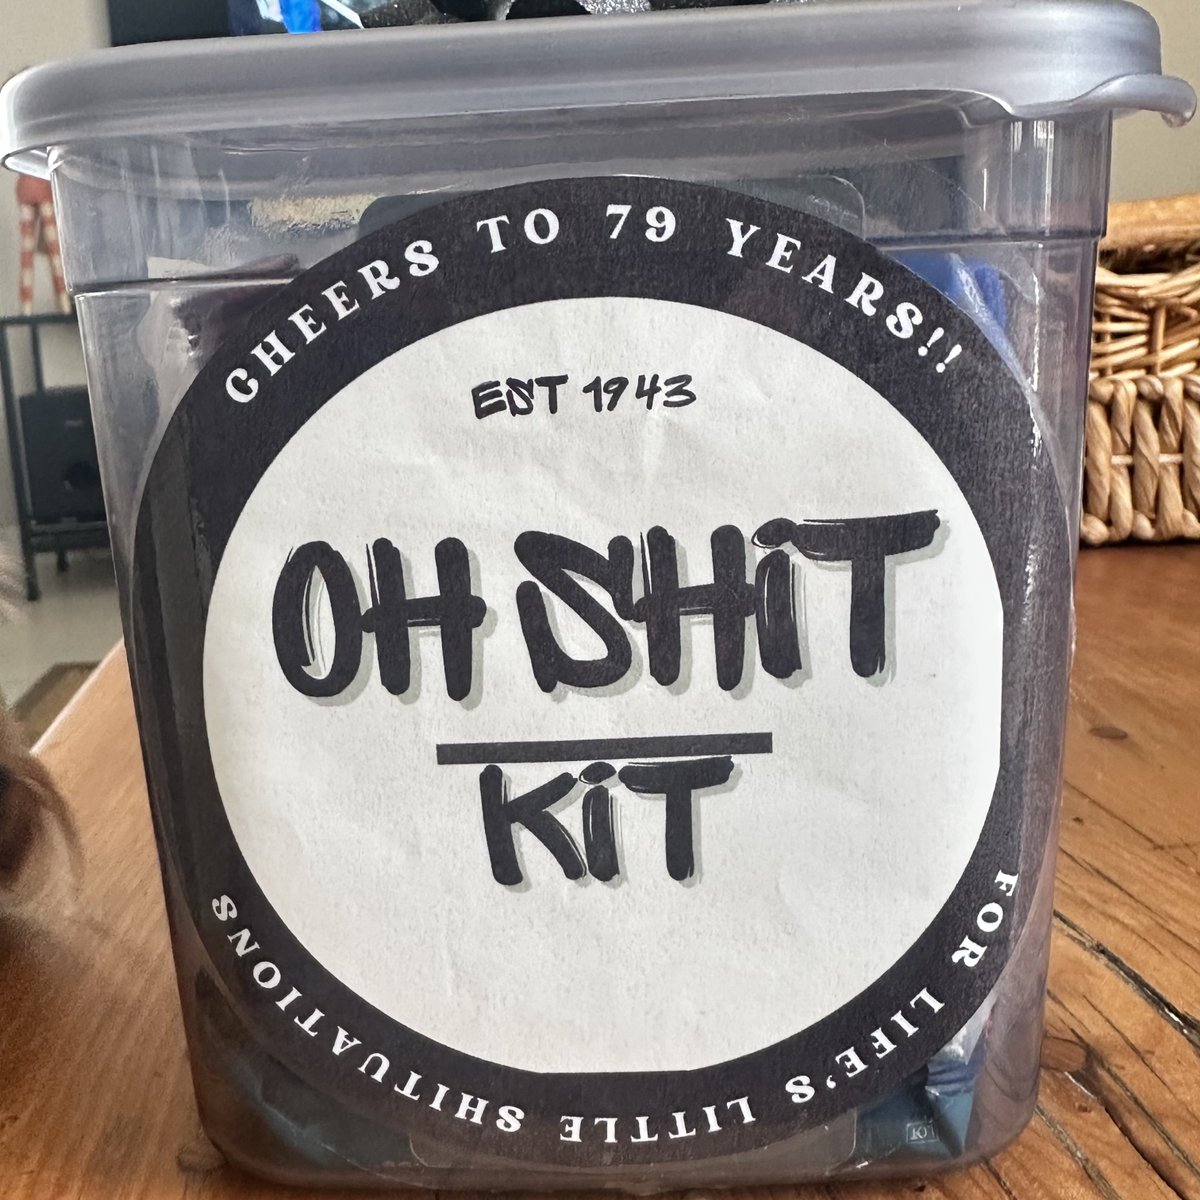 CHEERS TO 79 YEARS!!
EST 1943
OH SHiT
KiT
FOR LIFE'S LITTLE SHITUATIONS